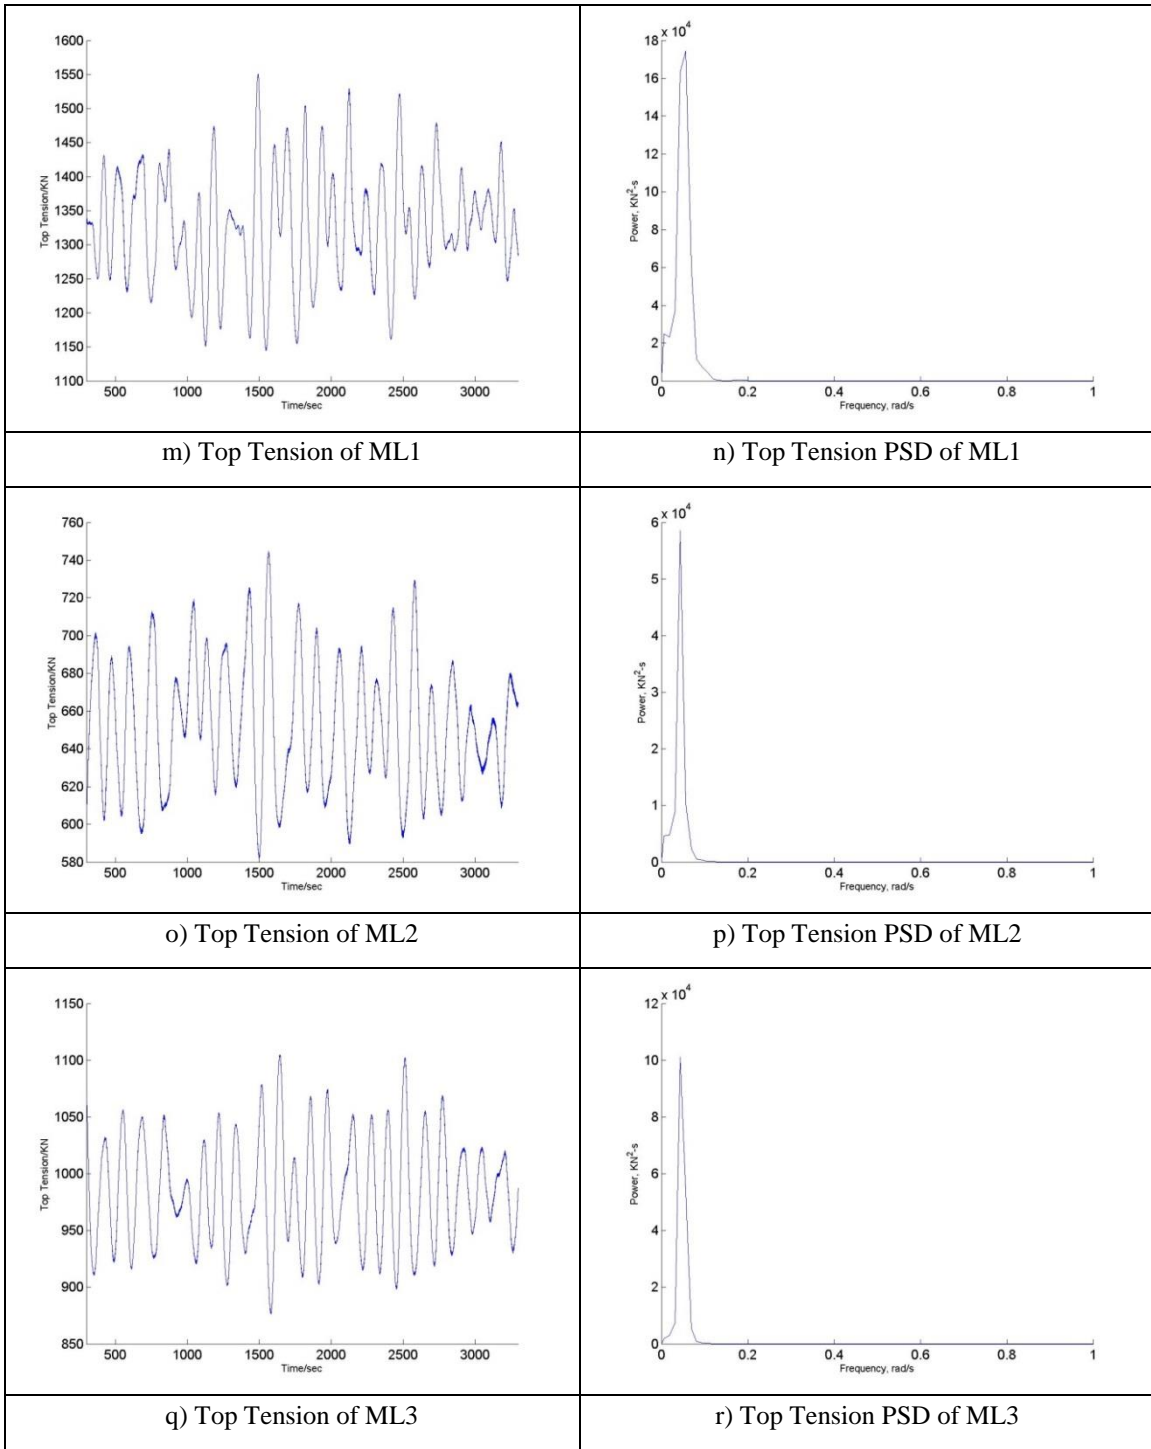 1600
1550
1500
1450
1400
1350
1300
1250
1200
1150
1100
Top Tension/KN
500 1000 1500 2000 2500 3000
Time/sec
x 10^4
18
16
14
12
10
8
6
4
2
0
Power, KN²-s
0 0.2 0.4 0.6 0.8 1
Frequency, rad/s
m) Top Tension of ML1
n) Top Tension PSD of ML1
760
740
720
700
680
660
640
620
600
580
Top Tension/KN
500 1000 1500 2000 2500 3000
Time/sec
x 10^4
6
5
4
3
2
1
0
Power, KN²-s
0 0.2 0.4 0.6 0.8 1
Frequency, rad/s
o) Top Tension of ML2
p) Top Tension PSD of ML2
1150
1100
1050
1000
950
900
850
Top Tension/KN
500 1000 1500 2000 2500 3000
Time/sec
x 10^4
12
10
8
6
4
2
0
Power, KN²-s
0 0.2 0.4 0.6 0.8 1
Frequency, rad/s
q) Top Tension of ML3
r) Top Tension PSD of ML3